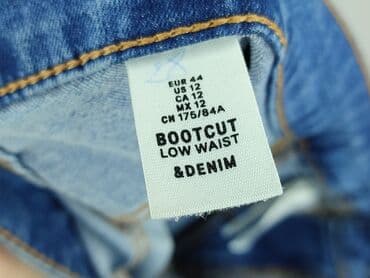 EUR 44
US 12
CA 12
MX 12
CN 175/84A
BOOTCUT
LOW WAIST
&DENIM